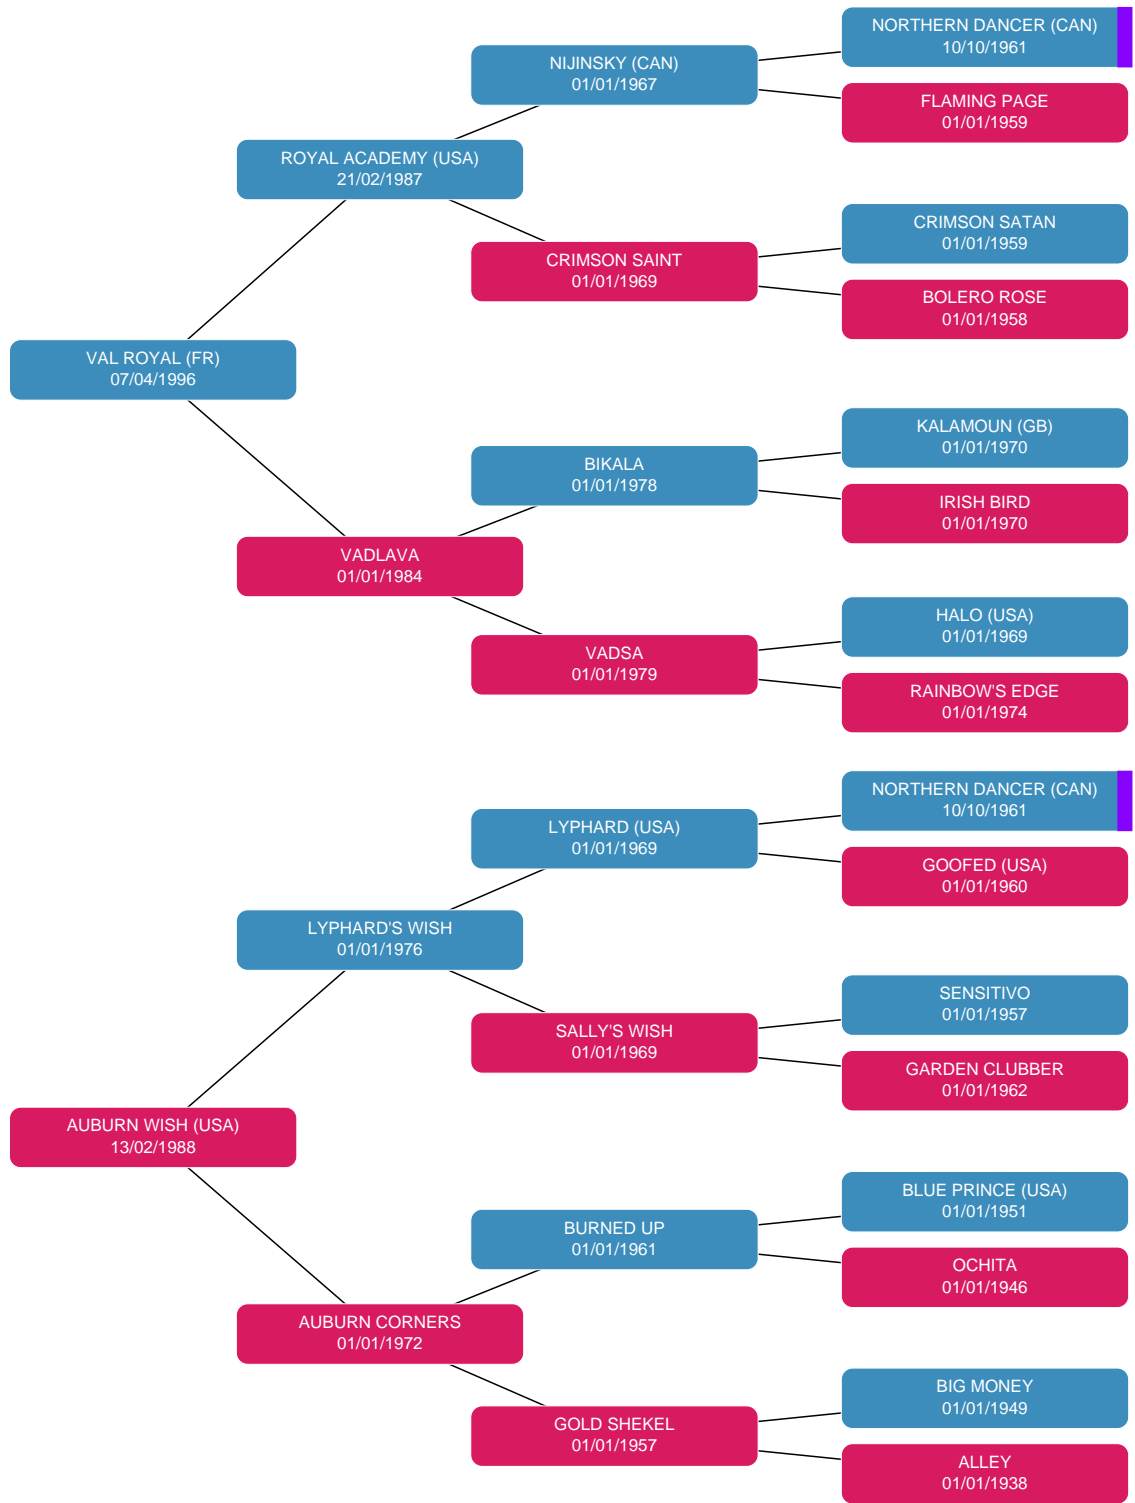 NORTHERN DANCER (CAN)
10/10/1961
NIJINSKY (CAN)
01/01/1967
FLAMING PAGE
01/01/1959
ROYAL ACADEMY (USA)
21/02/1987
CRIMSON SATAN
01/01/1959
CRIMSON SAINT
01/01/1969
BOLERO ROSE
01/01/1958
VAL ROYAL (FR)
07/04/1996
KALAMOUN (GB)
01/01/1970
BIKALA
01/01/1978
IRISH BIRD
01/01/1970
VADLAVA
01/01/1984
HALO (USA)
01/01/1969
VADSA
01/01/1979
RAINBOW'S EDGE
01/01/1974
NORTHERN DANCER (CAN)
10/10/1961
LYPHARD (USA)
01/01/1969
GOOFED (USA)
01/01/1960
LYPHARD'S WISH
01/01/1976
SENSITIVO
01/01/1957
SALLY'S WISH
01/01/1969
GARDEN CLUBBER
01/01/1962
AUBURN WISH (USA)
13/02/1988
BLUE PRINCE (USA)
01/01/1951
BURNED UP
01/01/1961
OCHITA
01/01/1946
AUBURN CORNERS
01/01/1972
BIG MONEY
01/01/1949
GOLD SHEKEL
01/01/1957
ALLEY
01/01/1938